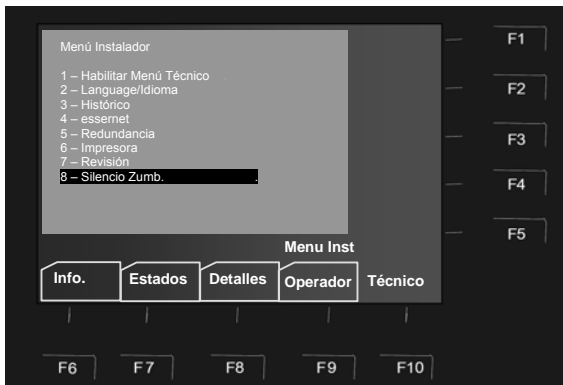 Menú Instalador
1 – Habilitar Menú Técnico
2 – Language/Idioma
3 – Histórico
4 – essernet
5 – Redundancia
6 – Impresora
7 – Revisión
8 – Silencio Zumb. .
Menu Inst
Info. Estados Detalles Operador Técnico
F1
F2
F3
F4
F5
F6 F7 F8 F9 F10